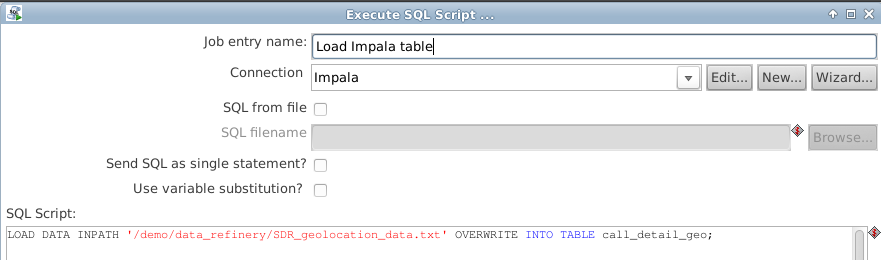 Execute SQL Script ...
Job entry name: Load Impala table
Connection Impala Edit... New... Wizard...
SQL from file
SQL filename Browse...
Send SQL as single statement?
Use variable substitution?
SQL Script:
LOAD DATA INPATH '/demo/data_refinery/SDR_geolocation_data.txt' OVERWRITE INTO TABLE call_detail_geo;